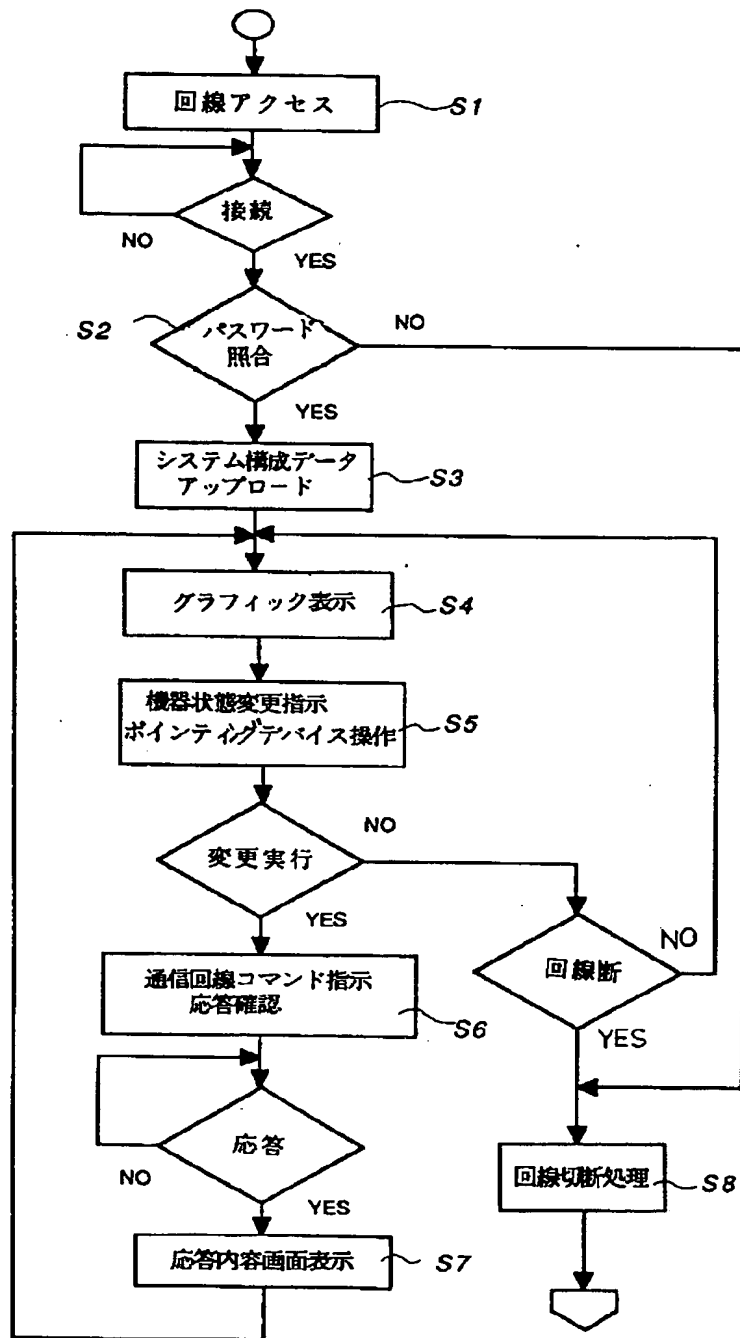 回線アクセス
S1
接続
NO
YES
S2
パスワード
照合
NO
YES
システム構成データ
アップロード
S3
グラフィック表示
S4
機器状態変更指示
ポインティングデバイス操作
S5
変更実行
NO
YES
回線断
NO
YES
通信回線コマンド指示
応答確認
S6
応答
NO
YES
回線切断処理
S8
応答内容画面表示
S7